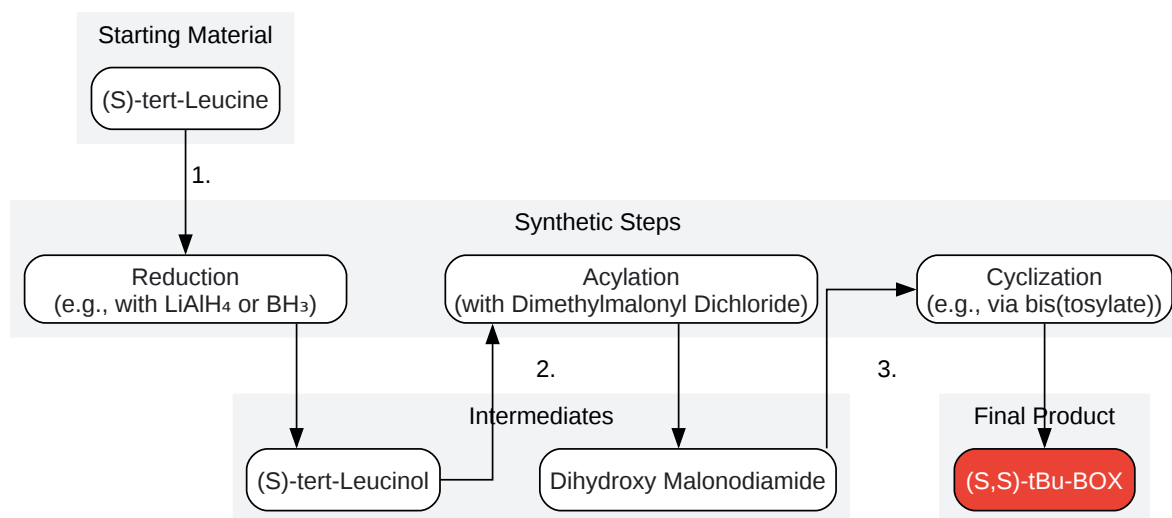 Starting Material
(S)-tert-Leucine
1.
Synthetic Steps
Reduction
(e.g., with LiAlH₄ or BH₃)
Acylation
(with Dimethylmalonyl Dichloride)
Cyclization
(e.g., via bis(tosylate))
2.
3.
Intermediates
Final Product
(S)-tert-Leucinol
Dihydroxy Malonodiamide
(S,S)-tBu-BOX